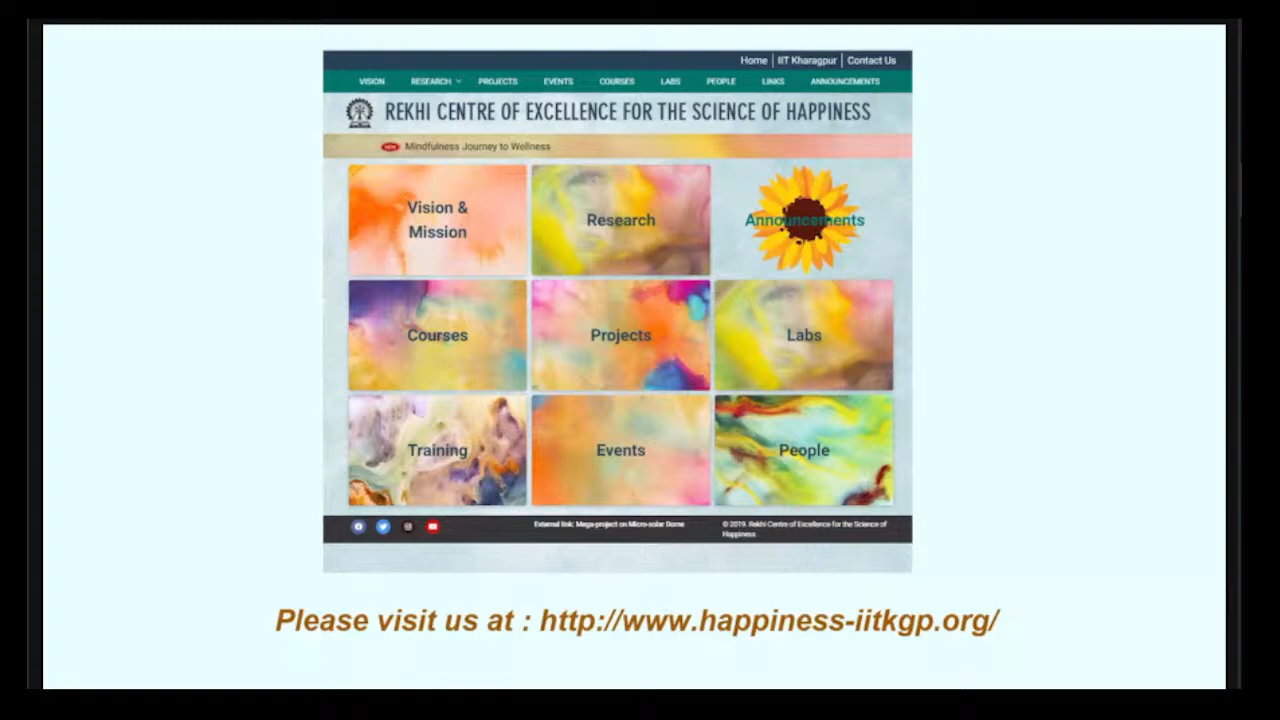 Home | IIT Kharagpur | Contact Us
VISION RESEARCH PROJECTS EVENTS COURSES LABS PEOPLE LINKS ANNOUNCEMENTS
REKHI CENTRE OF EXCELLENCE FOR THE SCIENCE OF HAPPINESS
NEW Mindfulness Journey to Wellness
Vision &
Mission
Research
Announcements
Courses
Projects
Labs
Training
Events
People
External link: Mega-project on Micro-solar Dome
© 2019. Rekhi Centre of Excellence for the Science of
Happiness
Please visit us at : http://www.happiness-iitkgp.org/